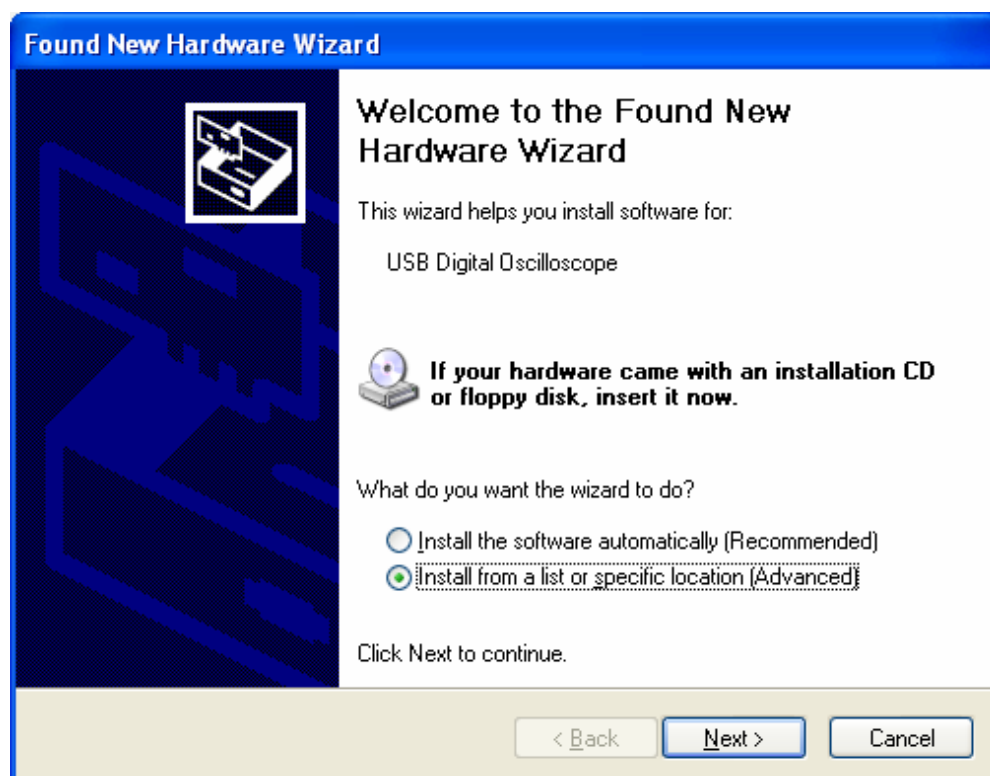 Found New Hardware Wizard
Welcome to the Found New
Hardware Wizard
This wizard helps you install software for:
USB Digital Oscilloscope
If your hardware came with an installation CD
or floppy disk, insert it now.
What do you want the wizard to do?
Install the software automatically (Recommended)
Install from a list or specific location (Advanced)
Click Next to continue.
< Back Next > Cancel